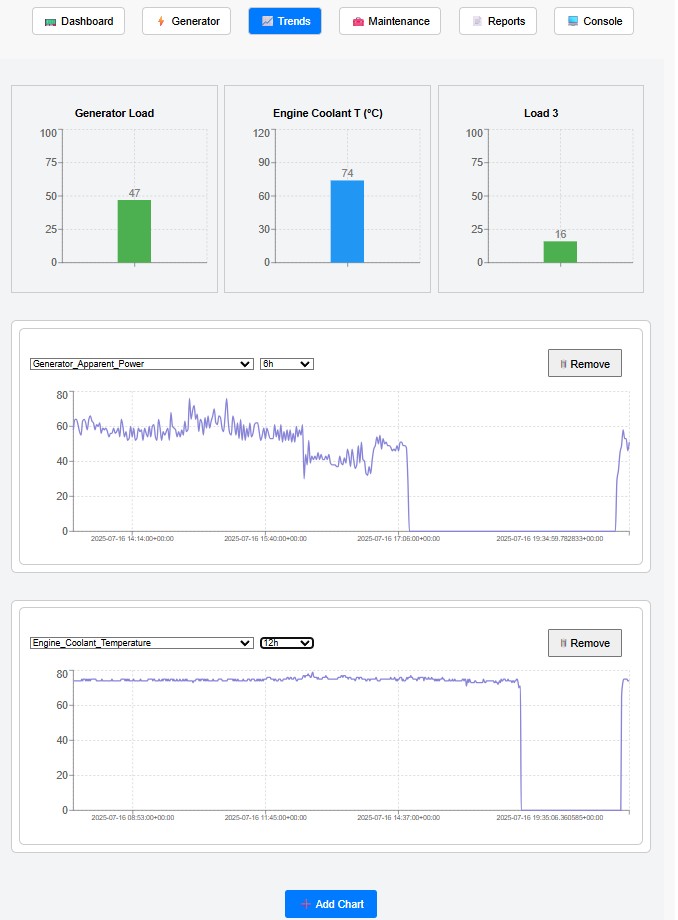 Dashboard Generator Trends Maintenance Reports Console
Generator Load Engine Coolant T (°C) Load 3
100 120 100
75 90 75
47 74 16
50 60 50
25 30 25
0 0 0
Generator_Apparent_Power 6h Remove
80
60
40
20
0
2025-07-16 14:14:00+00:00 2025-07-16 15:40:00+00:00 2025-07-16 17:06:00+00:00 2025-07-16 19:34:59.782833+00:00
Engine_Coolant_Temperature 12h Remove
80
60
40
20
0
2025-07-16 08:53:00+00:00 2025-07-16 11:45:00+00:00 2025-07-16 14:37:00+00:00 2025-07-16 19:35:06.360585+00:00
Add Chart